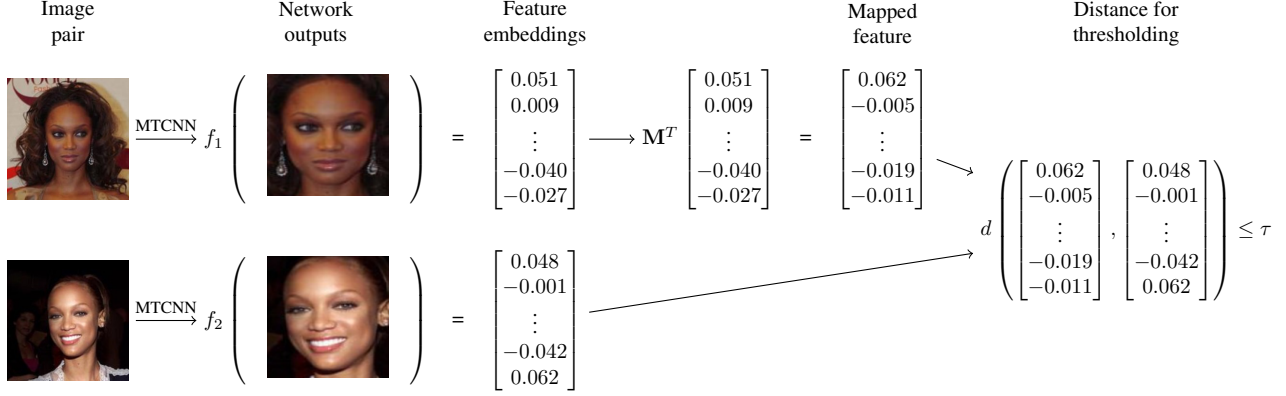 Image pair
Network outputs
Feature embeddings
Mapped feature
Distance for thresholding
MTCNN f₁ ( ) = [0.051 0.009 ⋮ −0.040 −0.027] ⟶ Mᵀ [0.051 0.009 ⋮ −0.040 −0.027] = [0.062 −0.005 ⋮ −0.019 −0.011]
MTCNN f₂ ( ) = [0.048 −0.001 ⋮ −0.042 0.062]
d ( [0.062 −0.005 ⋮ −0.019 −0.011] , [0.048 −0.001 ⋮ −0.042 0.062] ) ≤ τ